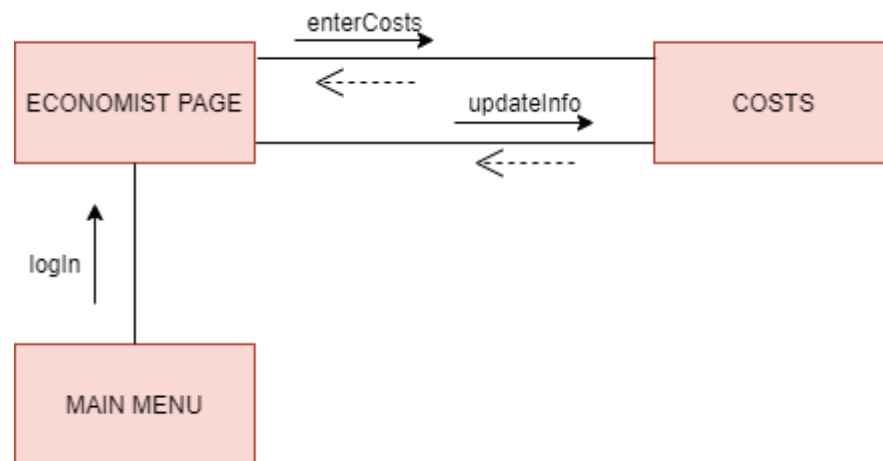 enterCosts
ECONOMIST PAGE
updateInfo
COSTS
logIn
MAIN MENU